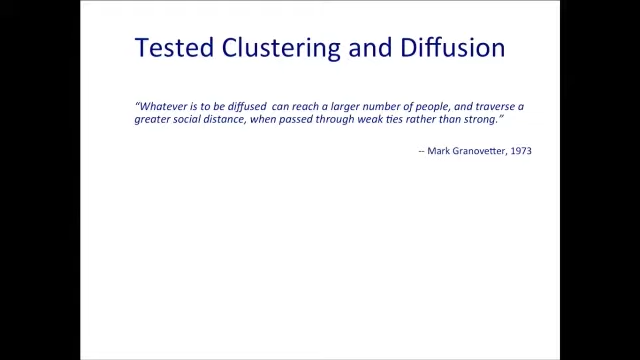 Tested Clustering and Diffusion
“Whatever is to be diffused  can reach a larger number of people, and traverse a
greater social distance, when passed through weak ties rather than strong.”
-- Mark Granovetter, 1973